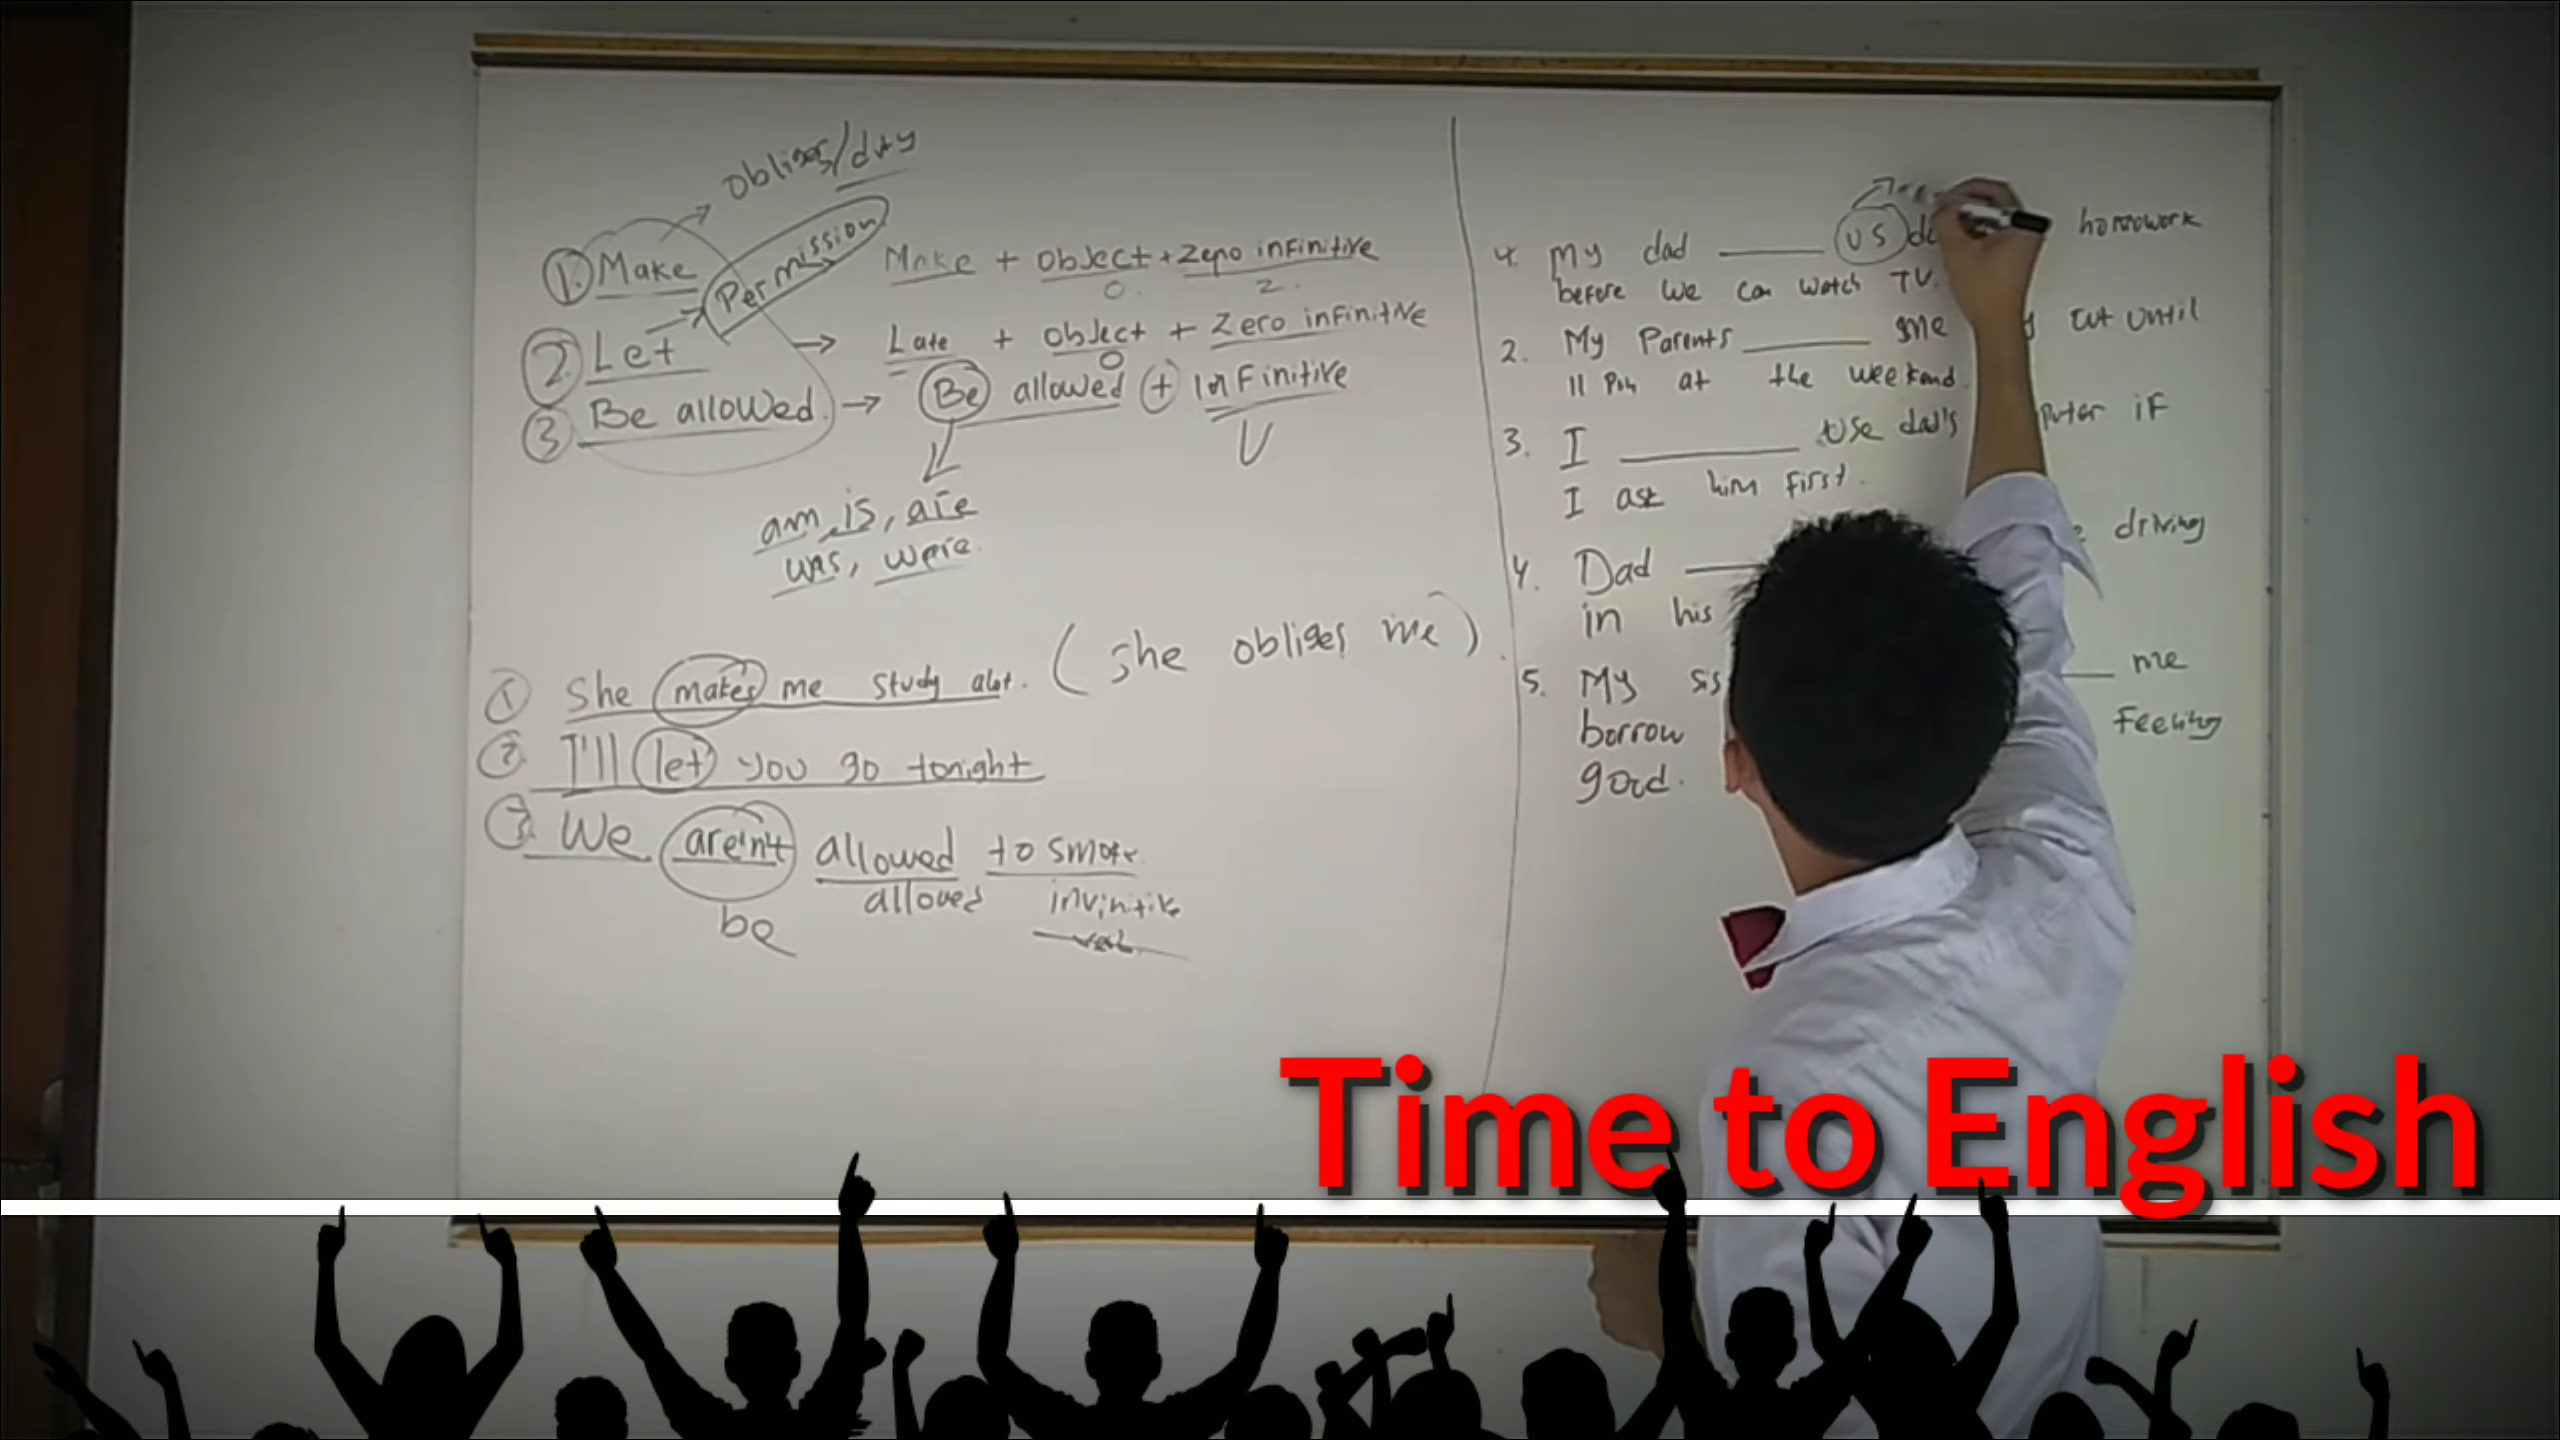 obliges/duty
1. Make
Permission
Make + object + Zero infinitive
O. Z.
2. Let
Late + object + Zero infinitive
O
3 Be allowed. → Be allowed + infinitive
V
am, is, are
was, were.
1 She makes me study alot. (she obliges me).
2. I'll let you go tonight
3. We aren't allowed to smoke
be allowed
my dad ______ us homework
before we can watch TV.
2. My Parents ______ me out until
11 Pm at the weekend.
3. I ______ use dad's if
I ask him first.
4. Dad driving
in his
5. My ______ me
borrow feeling
good.
Time to English